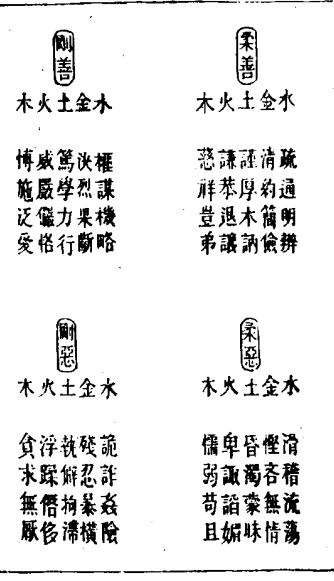 柔善
水 疏通明辨
金 清約簡儉
土 謹厚木訥
火 謙恭退讓
木 慈祥豈弟
剛善
水 權謀機略
金 決烈果斷
土 篤學力行
火 威嚴儼恪
木 博施泛愛
柔惡
水 滑稽流蕩
金 慳吝無情
土 昏濁蒙昧
火 卑諏諂媚
木 懦弱苟且
剛惡
水 詭詐姦險
金 殘忍暴橫
土 執僻拘滯
火 浮躁僭侈
木 貪求無厭